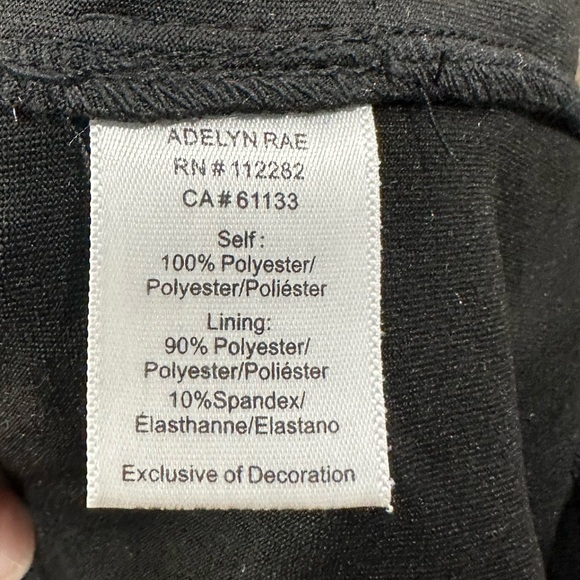 ADELYN RAE
RN # 112282
CA # 61133
Self :
100% Polyester/
Polyester/Poliéster
Lining:
90% Polyester/
Polyester/Poliéster
10%Spandex/
Élasthanne/Elastano
Exclusive of Decoration